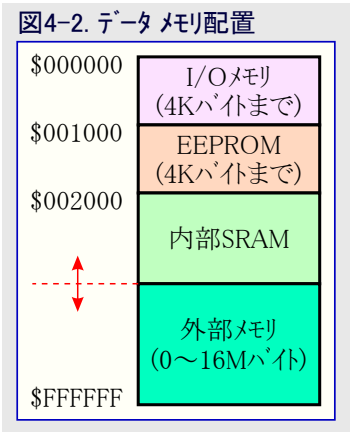 図4-2. データ メモリ配置
$000000
I/Oメモリ
(4Kバイトまで)
$001000
EEPROM
(4Kバイトまで)
$002000
内部SRAM
外部メモリ
(0～16Mバイト)
$FFFFFF